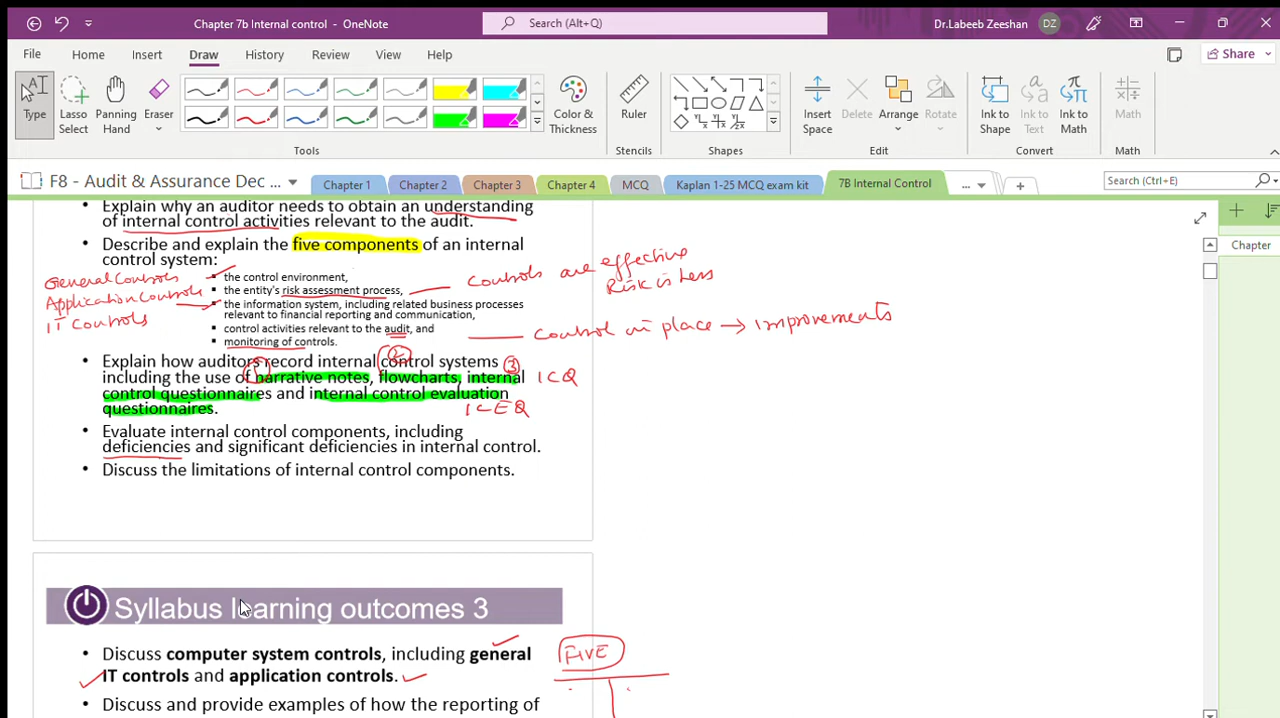 Chapter 7b Internal control - OneNote
Search (Alt+Q)
Dr.Labeeb Zeeshan
DZ
File Home Insert Draw History Review View Help
Share
Type
Lasso Select
Panning Hand
Eraser
Color & Thickness
Ruler
Insert Space
Delete
Arrange
Rotate
Ink to Shape
Ink to Text
Ink to Math
Math
Tools
Stencils
Shapes
Edit
Convert
Math
F8 - Audit & Assurance Dec ...
Chapter 1
Chapter 2
Chapter 3
Chapter 4
MCQ
Kaplan 1-25 MCQ exam kit
7B Internal Control
...
Search (Ctrl+E)
Chapter
• Explain why an auditor needs to obtain an understanding
of internal control activities relevant to the audit.
• Describe and explain the five components of an internal
control system:
▪ the control environment,
▪ the entity's risk assessment process,
▪ the information system, including related business processes
relevant to financial reporting and communication,
▪ control activities relevant to the audit, and
▪ monitoring of controls.
General Controls
Application Controls
IT Controls
Controls are effective
Risk is Less
Control in place → improvements
• Explain how auditors record internal control systems
including the use of narrative notes, flowcharts, internal
control questionnaires and internal control evaluation
questionnaires.
1
2
3
ICQ
ICEQ
• Evaluate internal control components, including
deficiencies and significant deficiencies in internal control.
• Discuss the limitations of internal control components.
Syllabus learning outcomes 3
• Discuss computer system controls, including general
IT controls and application controls.
• Discuss and provide examples of how the reporting of
FIVE